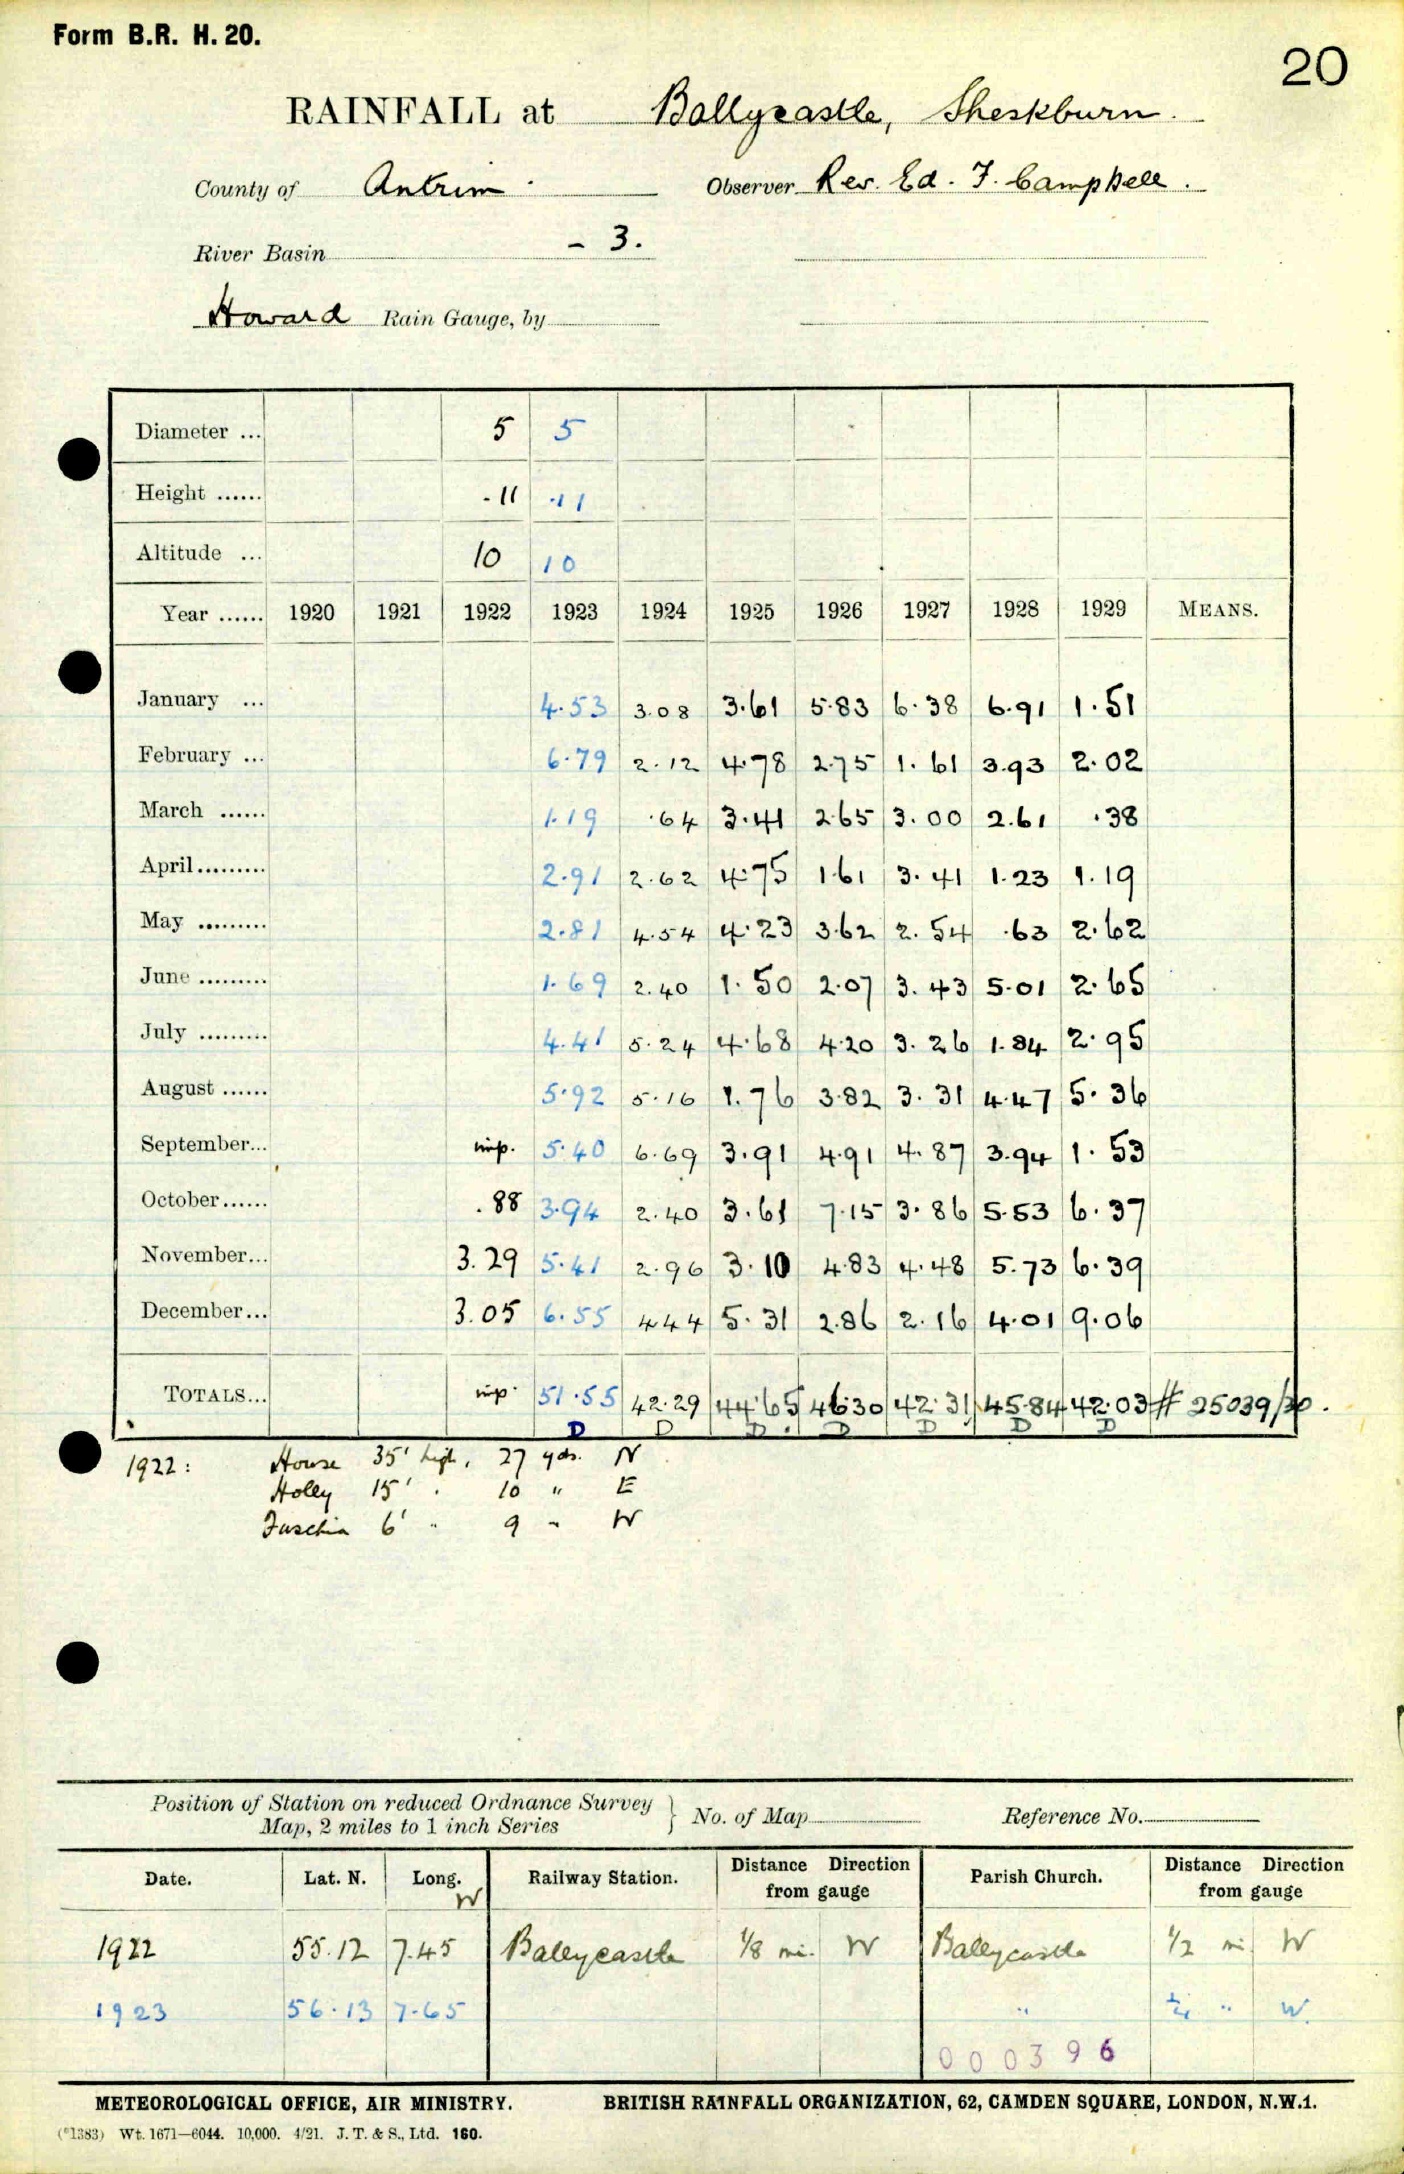 Form B.R. H. 20.
20
RAINFALL at Ballycastle, Sheskburn.
County of Antrim. Observer Rev. Ed. F. Campbell.
River Basin - 3.
Howard Rain Gauge, by
Diameter ... 5 5
Height ...... .11 .11
Altitude ... 10 10
Year ...... 1920 1921 1922 1923 1924 1925 1926 1927 1928 1929 MEANS.
January ... 4.53 3.08 3.61 5.83 6.38 6.91 1.51
February ... 6.79 2.12 4.78 2.75 1.61 3.93 2.02
March ...... 1.19 .64 3.41 2.65 3.00 2.61 .38
April ......... 2.91 2.62 4.75 1.61 3.41 1.23 1.19
May ......... 2.81 4.54 4.23 3.62 2.54 .63 2.62
June ......... 1.69 2.40 1.50 2.07 3.43 5.01 2.65
July ......... 4.41 5.24 4.68 4.20 3.26 1.84 2.95
August ...... 5.92 5.16 1.76 3.82 3.31 4.47 5.36
September... imp. 5.40 6.69 3.91 4.91 4.87 3.94 1.53
October...... .88 3.94 2.40 3.61 7.15 3.86 5.53 6.37
November... 3.29 5.41 2.96 3.10 4.83 4.48 5.73 6.39
December... 3.05 6.55 4.44 5.31 2.86 2.16 4.01 9.06
TOTALS... imp. 51.55 42.29 44.65 46.30 42.31 45.84 42.03 # 25039/30.
D D D. D D D D
1922: House 35' high, 27 yds. N
Holly 15' " 10 " E
Fuschia 6' " 9 " W
Position of Station on reduced Ordnance Survey
Map, 2 miles to 1 inch Series } No. of Map Reference No.
Date. Lat. N. Long. W Railway Station. Distance Direction from gauge Parish Church. Distance Direction from gauge
1922 55.12 7.45 Ballycastle 1/8 mi. W Ballycastle 1/2 mi W
1923 56.13 7.65 " 1/4 " W.
000396
METEOROLOGICAL OFFICE, AIR MINISTRY. BRITISH RAINFALL ORGANIZATION, 62, CAMDEN SQUARE, LONDON, N.W.1.
(*1383) Wt. 1671—6044. 10,000. 4/21. J. T. & S., Ltd. 160.